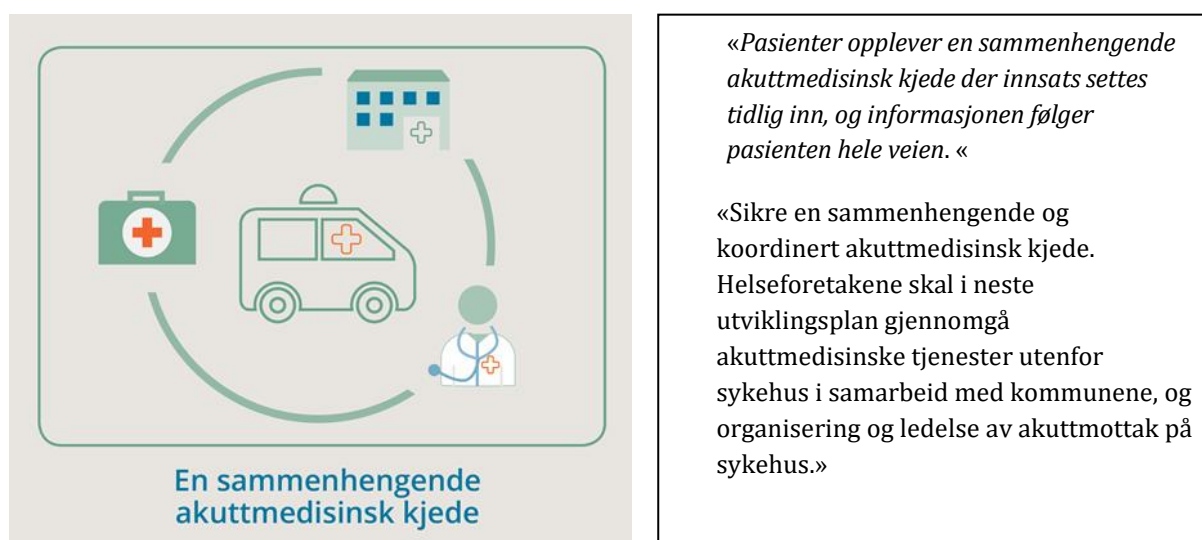 En sammenhengende
akuttmedisinsk kjede
«Pasienter opplever en sammenhengende
akuttmedisinsk kjede der innsats settes
tidlig inn, og informasjonen følger
pasienten hele veien. «
«Sikre en sammenhengende og
koordinert akuttmedisinsk kjede.
Helseforetakene skal i neste
utviklingsplan gjennomgå
akuttmedisinske tjenester utenfor
sykehus i samarbeid med kommunene, og
organisering og ledelse av akuttmottak på
sykehus.»